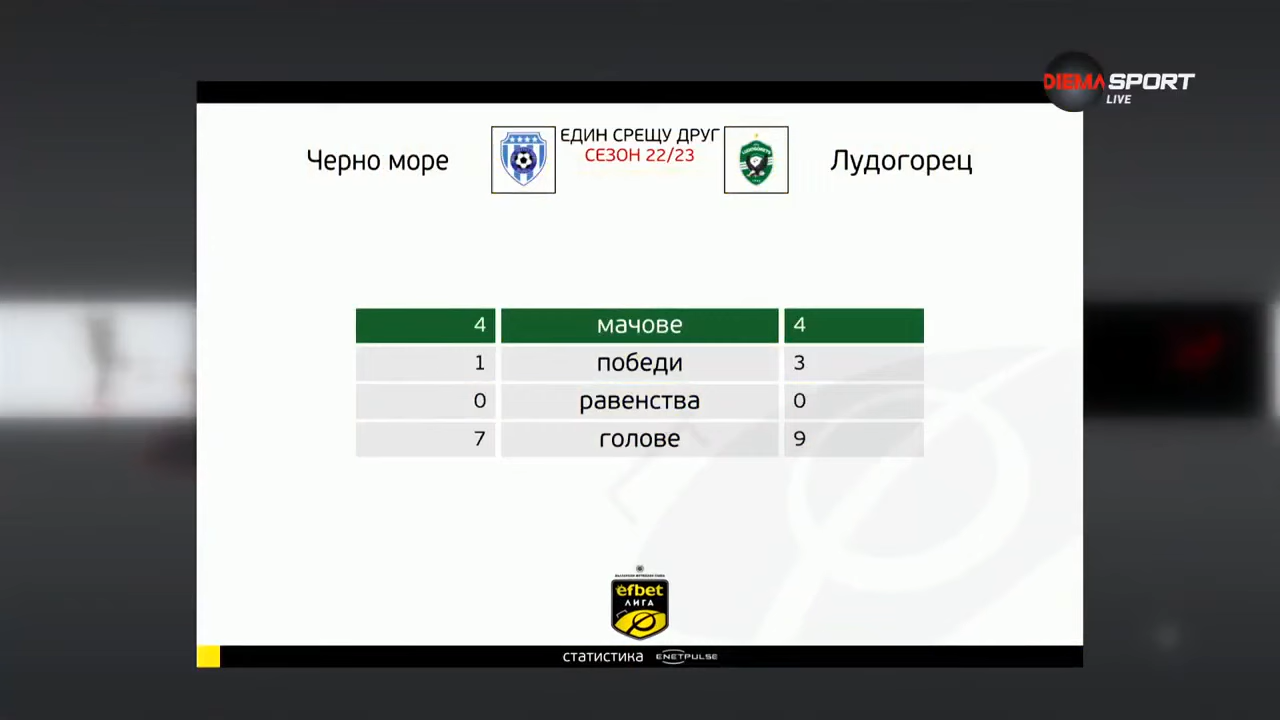 DIEMA SPORT
LIVE
ЕДИН СРЕЩУ ДРУГ
СЕЗОН 22/23
Черно море
Лудогорец
4 мачове 4
1 победи 3
0 равенства 0
7 голове 9
efbet
ЛИГА
статистика ENETPULSE